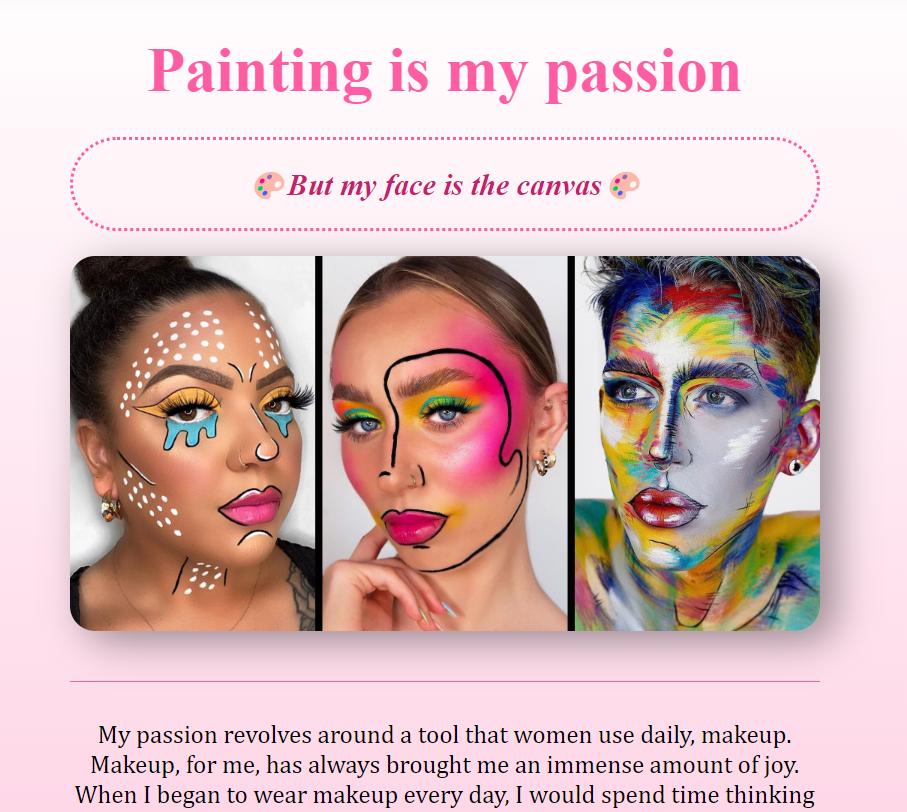 Painting is my passion
🎨But my face is the canvas 🎨
My passion revolves around a tool that women use daily, makeup.
Makeup, for me, has always brought me an immense amount of joy.
When I began to wear makeup every day, I would spend time thinking